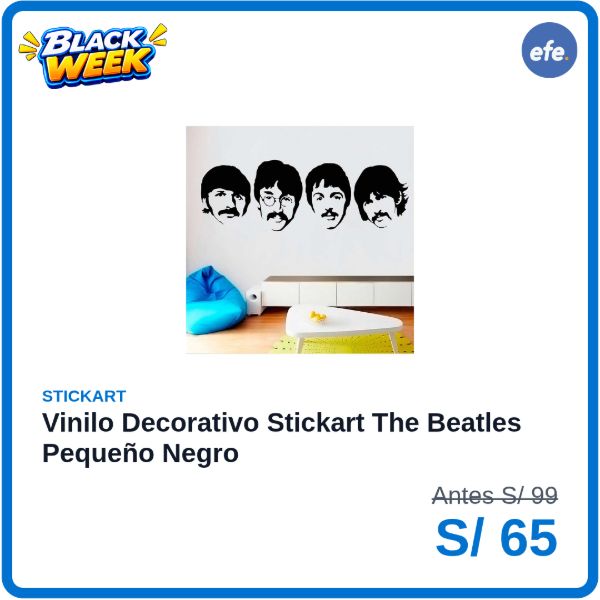 BLACK
WEEK
efe.
STICKART
Vinilo Decorativo Stickart The Beatles
Pequeño Negro
Antes S/ 99
S/ 65